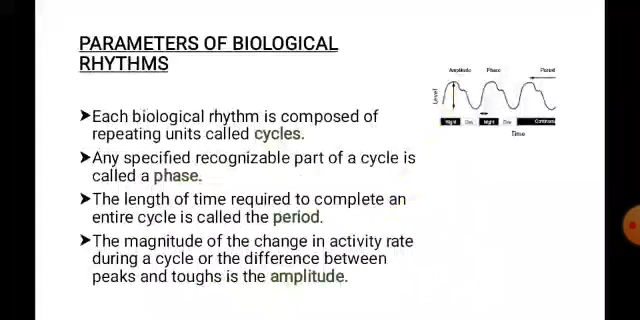 PARAMETERS OF BIOLOGICAL
RHYTHMS
➤Each biological rhythm is composed of
repeating units called cycles.
➤Any specified recognizable part of a cycle is
called a phase.
➤The length of time required to complete an
entire cycle is called the period.
➤The magnitude of the change in activity rate
during a cycle or the difference between
peaks and toughs is the amplitude.
Amplitude Phase Period
Level
Night Day Night Day
Time